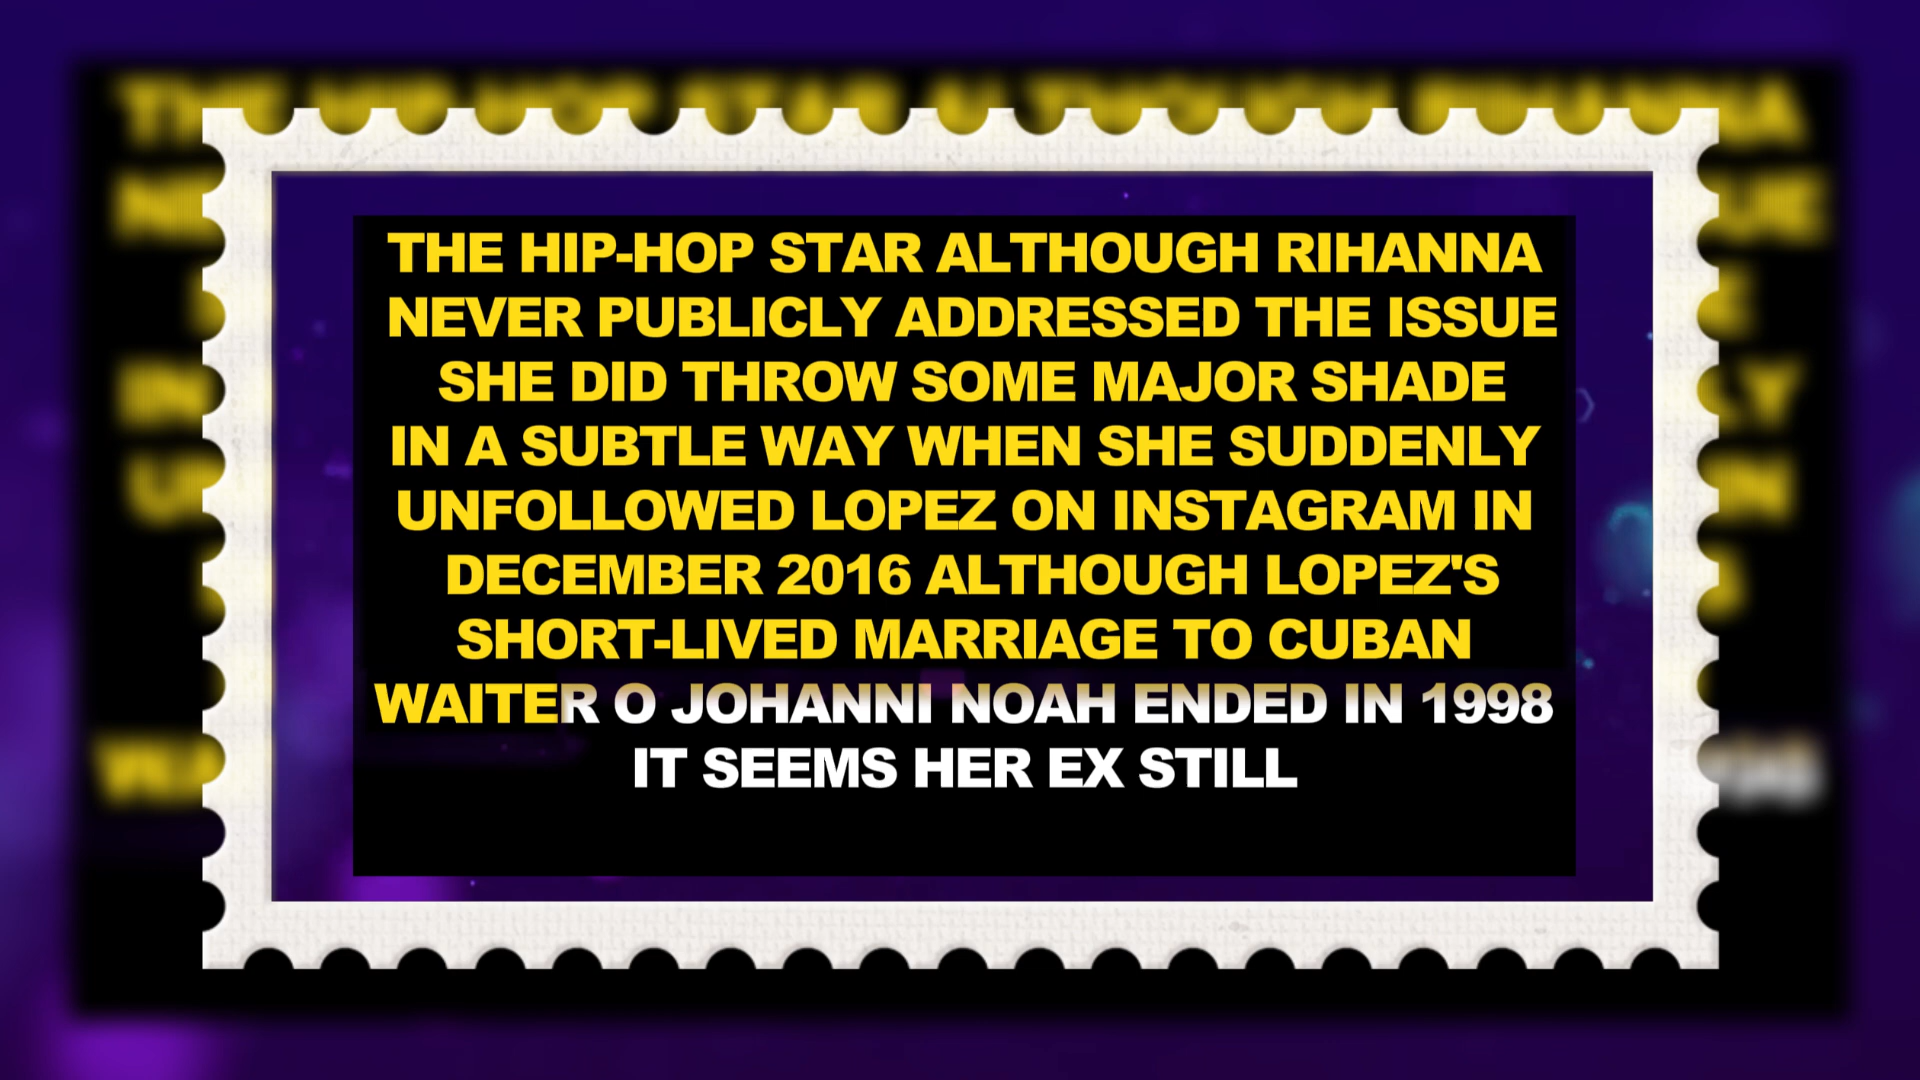 THE HIP-HOP STAR ALTHOUGH RIHANNA
NEVER PUBLICLY ADDRESSED THE ISSUE
SHE DID THROW SOME MAJOR SHADE
IN A SUBTLE WAY WHEN SHE SUDDENLY
UNFOLLOWED LOPEZ ON INSTAGRAM IN
DECEMBER 2016 ALTHOUGH LOPEZ'S
SHORT-LIVED MARRIAGE TO CUBAN
WAITER O JOHANNI NOAH ENDED IN 1998
IT SEEMS HER EX STILL